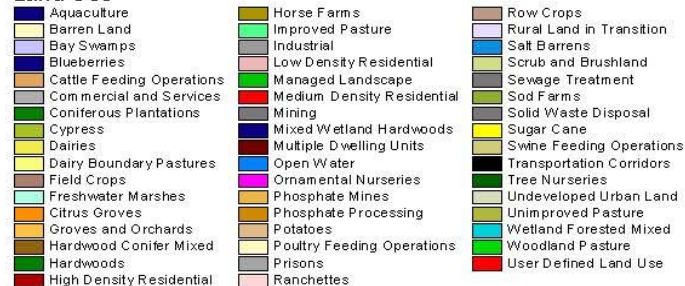 Aquaculture
Barren Land
Bay Swamps
Blueberries
Cattle Feeding Operations
Commercial and Services
Coniferous Plantations
Cypress
Dairies
Dairy Boundary Pastures
Field Crops
Freshwater Marshes
Citrus Groves
Groves and Orchards
Hardwood Conifer Mixed
Hardwoods
High Density Residential
Horse Farms
Improved Pasture
Industrial
Low Density Residential
Managed Landscape
Medium Density Residential
Mining
Mixed Wetland Hardwoods
Multiple Dwelling Units
Open Water
Ornamental Nurseries
Phosphate Mines
Phosphate Processing
Potatoes
Poultry Feeding Operations
Prisons
Ranchettes
Row Crops
Rural Land in Transition
Salt Barrens
Scrub and Brushland
Sewage Treatment
Sod Farms
Solid Waste Disposal
Sugar Cane
Swine Feeding Operations
Transportation Corridors
Tree Nurseries
Undeveloped Urban Land
Unimproved Pasture
Wetland Forested Mixed
Woodland Pasture
User Defined Land Use